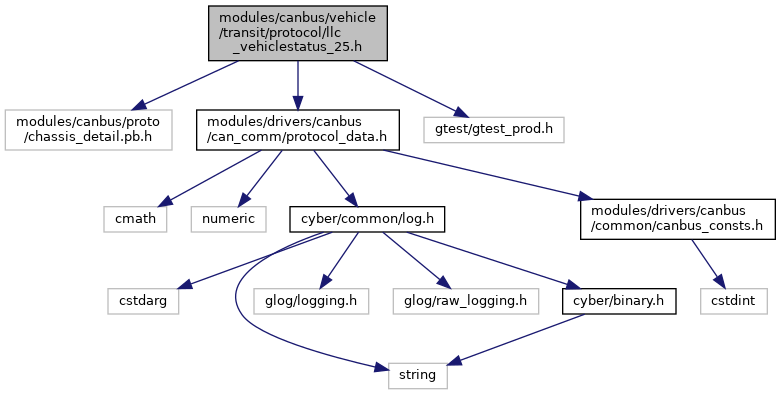 modules/canbus/vehicle
/transit/protocol/llc
_vehiclestatus_25.h
modules/canbus/proto
/chassis_detail.pb.h
modules/drivers/canbus
/can_comm/protocol_data.h
gtest/gtest_prod.h
cmath
numeric
cyber/common/log.h
modules/drivers/canbus
/common/canbus_consts.h
cstdarg
glog/logging.h
glog/raw_logging.h
cyber/binary.h
cstdint
string